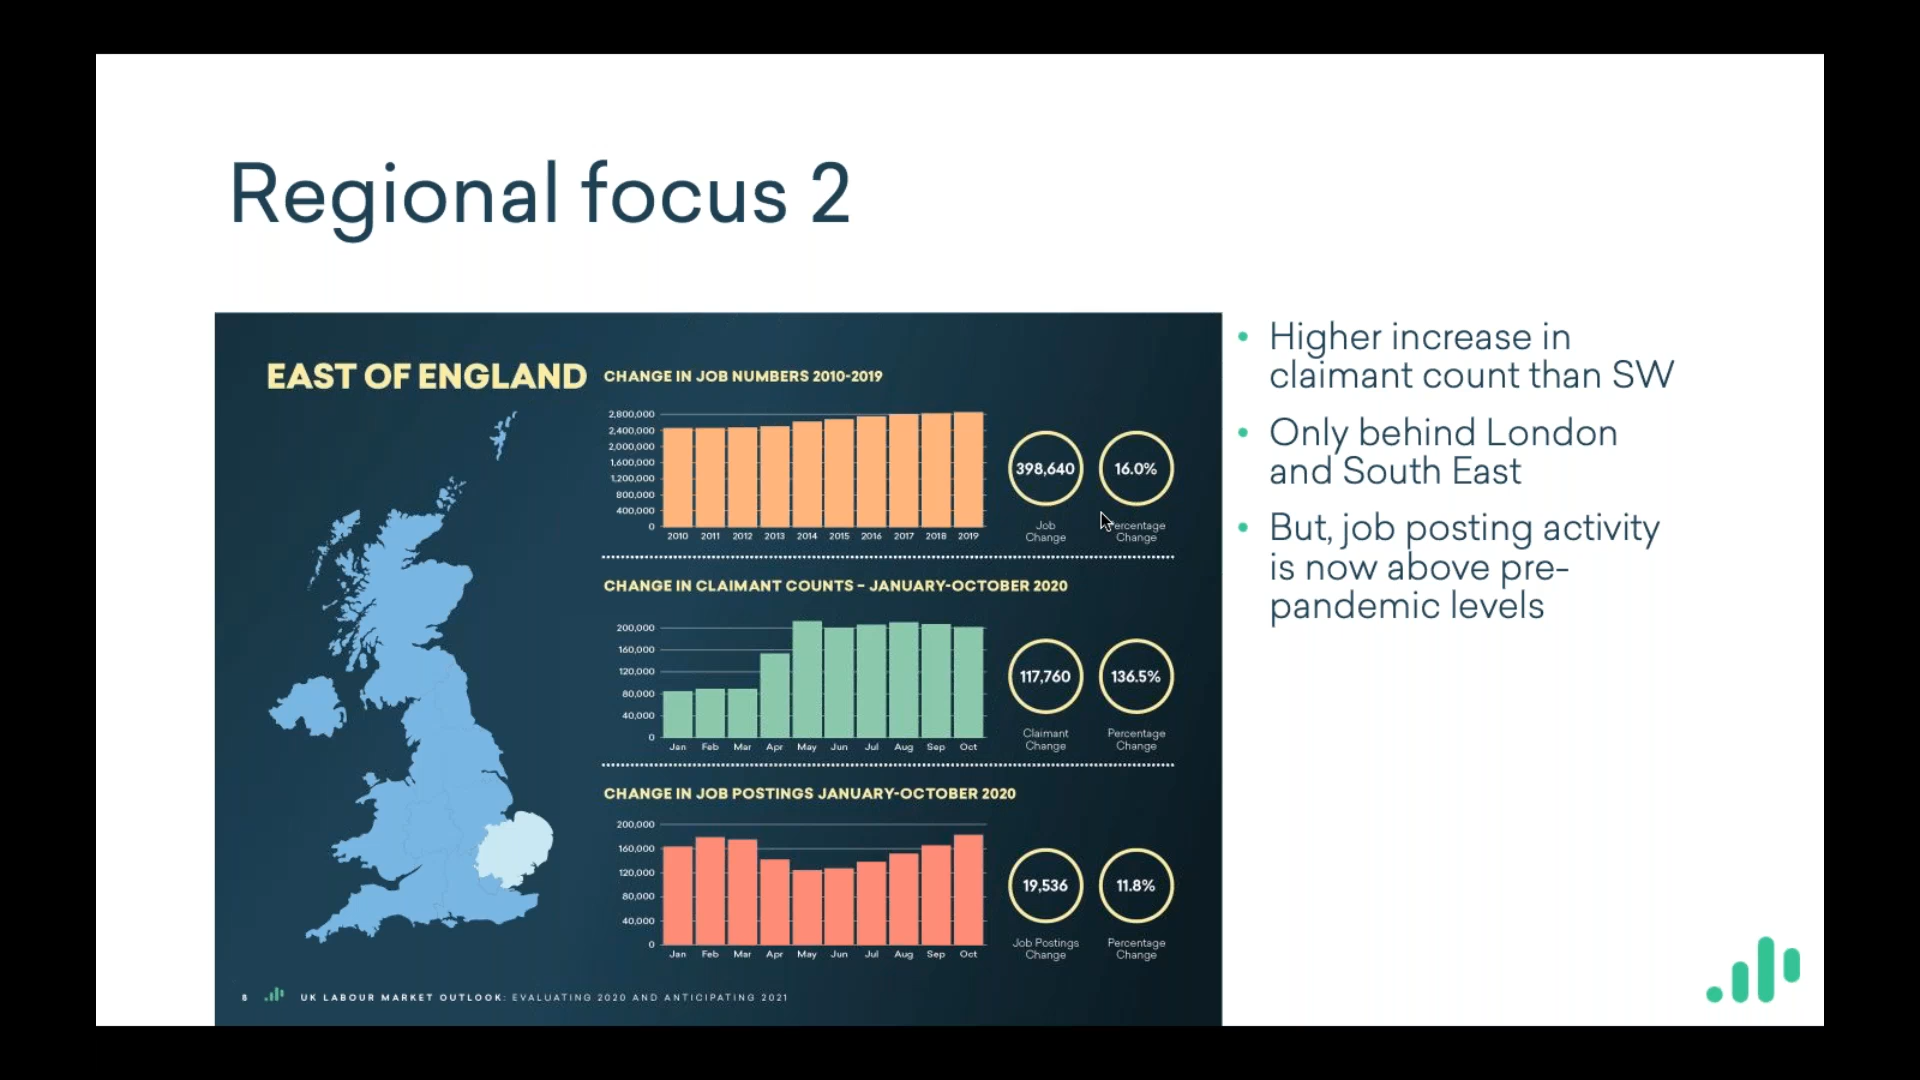 Regional focus 2
EAST OF ENGLAND
CHANGE IN JOB NUMBERS 2010-2019
2,800,000
2,400,000
2,000,000
1,600,000
1,200,000
800,000
400,000
0
2010 2011 2012 2013 2014 2015 2016 2017 2018 2019
398,640
Job
Change
16.0%
Percentage
Change
CHANGE IN CLAIMANT COUNTS – JANUARY-OCTOBER 2020
200,000
160,000
120,000
80,000
40,000
0
Jan Feb Mar Apr May Jun Jul Aug Sep Oct
117,760
Claimant
Change
136.5%
Percentage
Change
CHANGE IN JOB POSTINGS JANUARY-OCTOBER 2020
200,000
160,000
120,000
80,000
40,000
0
Jan Feb Mar Apr May Jun Jul Aug Sep Oct
19,536
Job Postings
Change
11.8%
Percentage
Change
8 UK LABOUR MARKET OUTLOOK: EVALUATING 2020 AND ANTICIPATING 2021
• Higher increase in
claimant count than SW
• Only behind London
and South East
• But, job posting activity
is now above pre-
pandemic levels